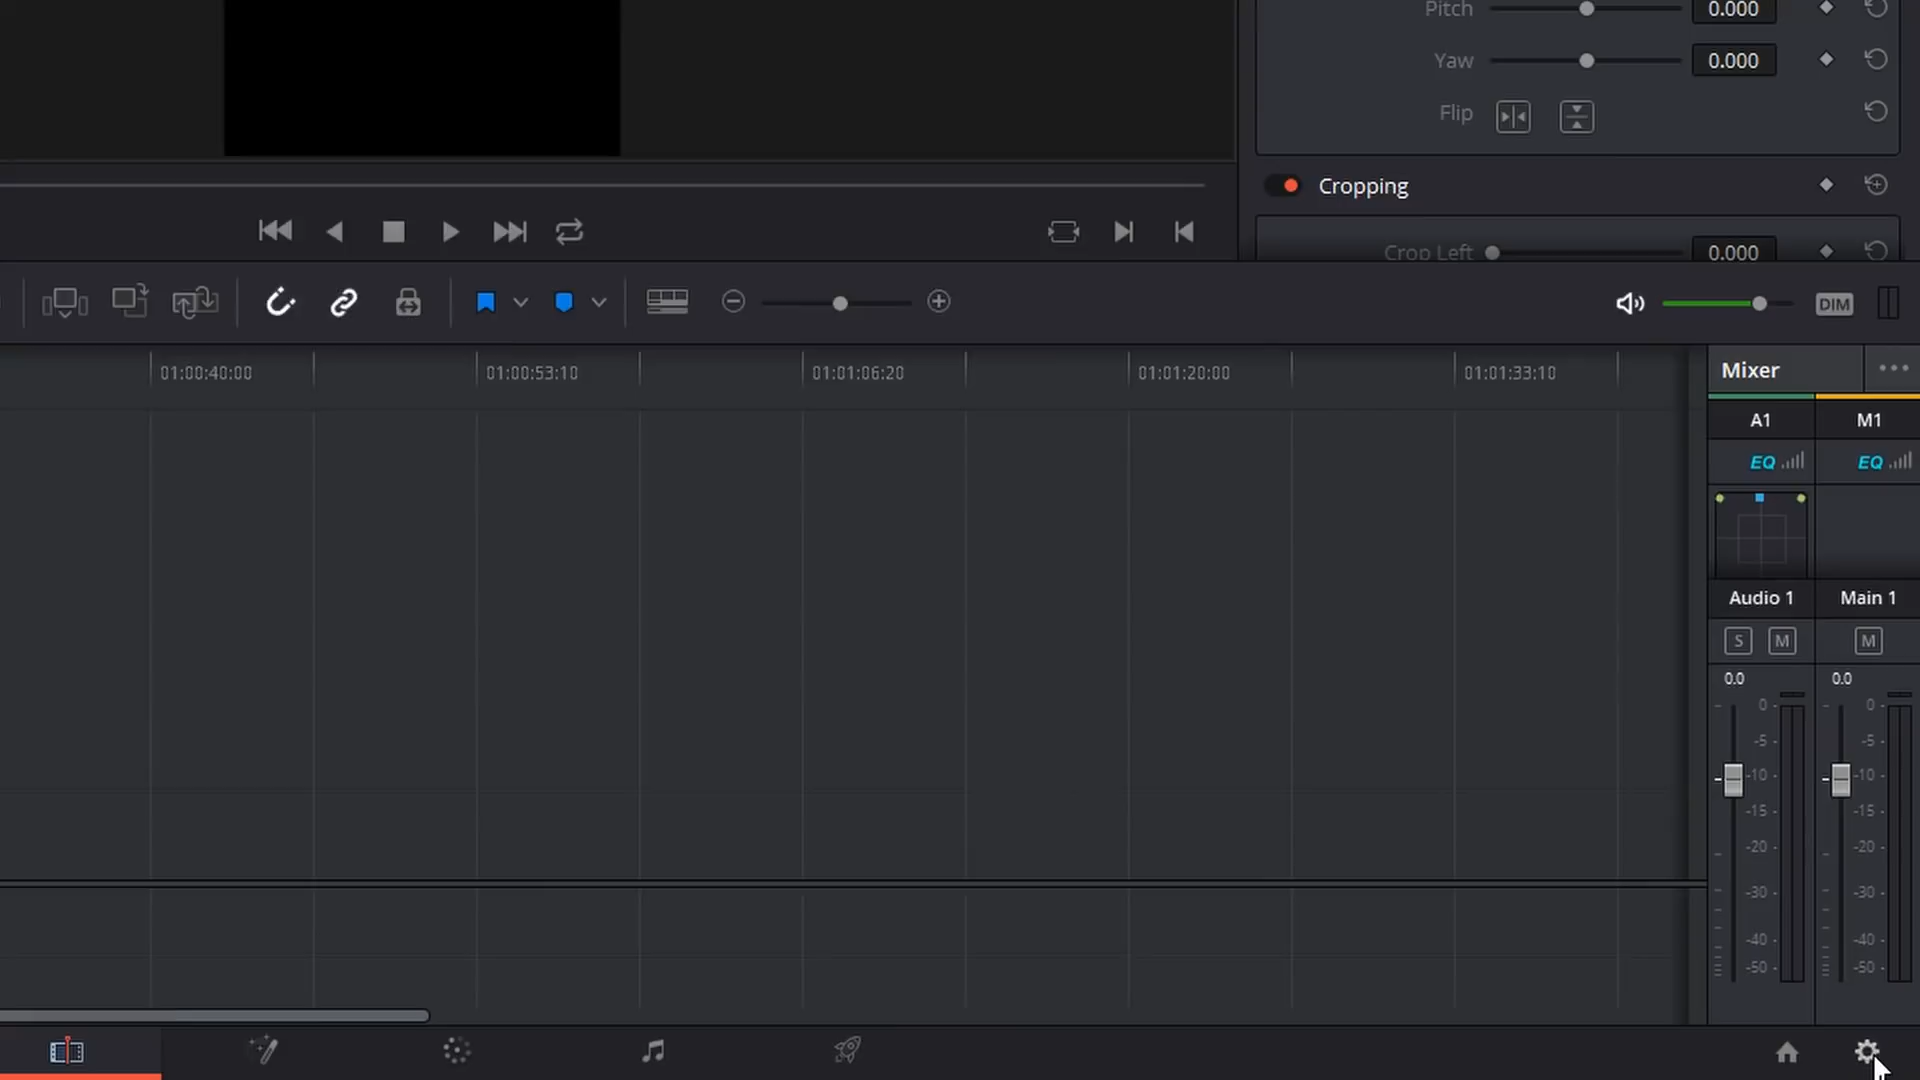 Pitch 0.000
Yaw 0.000
Flip
Cropping
Crop Left 0.000
DIM
01:00:40:00 01:00:53:10 01:01:06:20 01:01:20:00 01:01:33:10
Mixer
A1 M1
EQ EQ
Audio 1 Main 1
S M M
0.0 0.0
0 0
-5 -5
-10 -10
-15 -15
-20 -20
-30 -30
-40 -40
-50 -50